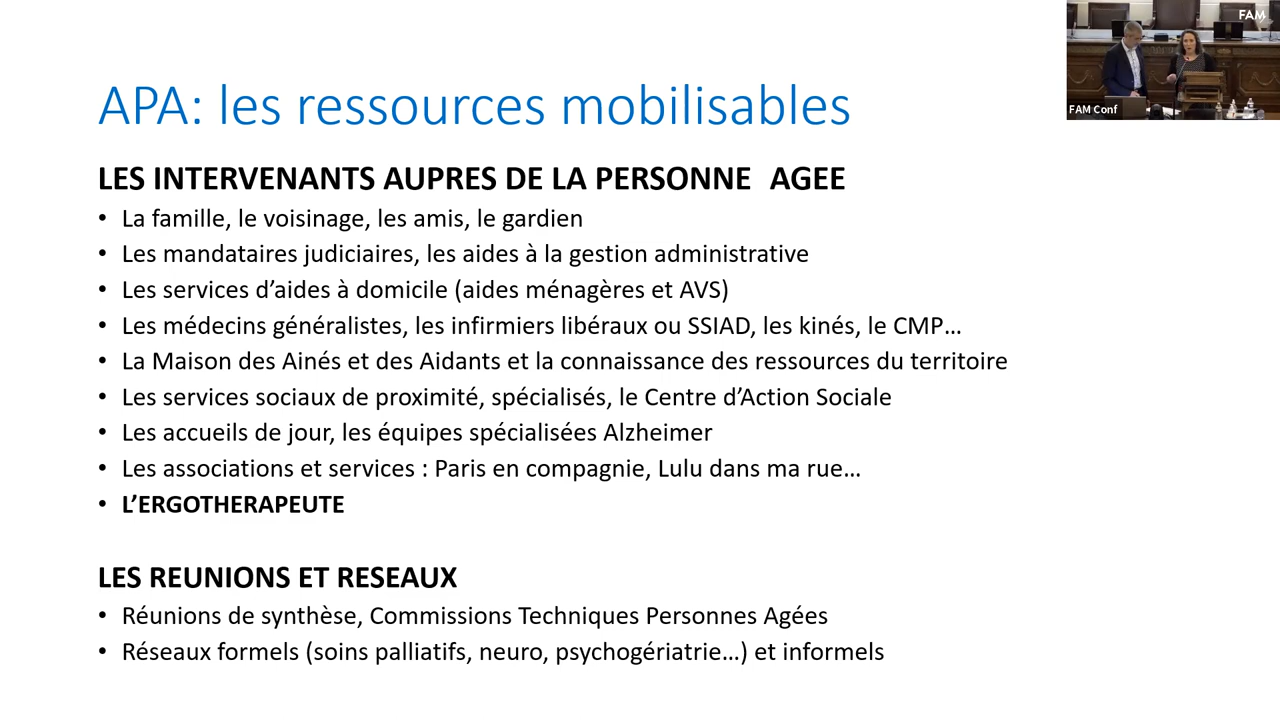 FAM
FAM Conf
APA: les ressources mobilisables
LES INTERVENANTS AUPRES DE LA PERSONNE  AGEE
• La famille, le voisinage, les amis, le gardien
• Les mandataires judiciaires, les aides à la gestion administrative
• Les services d’aides à domicile (aides ménagères et AVS)
• Les médecins généralistes, les infirmiers libéraux ou SSIAD, les kinés, le CMP…
• La Maison des Ainés et des Aidants et la connaissance des ressources du territoire
• Les services sociaux de proximité, spécialisés, le Centre d’Action Sociale
• Les accueils de jour, les équipes spécialisées Alzheimer
• Les associations et services : Paris en compagnie, Lulu dans ma rue…
• L’ERGOTHERAPEUTE
LES REUNIONS ET RESEAUX
• Réunions de synthèse, Commissions Techniques Personnes Agées
• Réseaux formels (soins palliatifs, neuro, psychogériatrie…) et informels